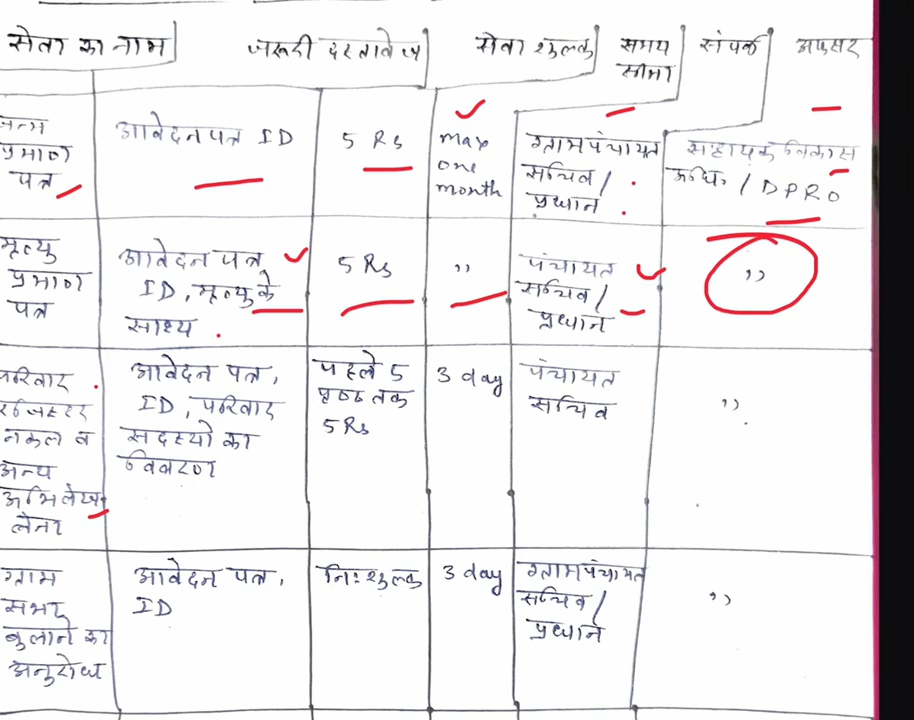 सेवा का नाम
जरूरी दस्तावेज
सेवा शुल्क
समय
सीमा
संपर्क
अफसर
जन्म
प्रमाण
पत्र
आवेदन पत्र ID
5 Rs
max
one
month
ग्रामपंचायत
सचिव /
प्रधान
सहायक विकास
अधि. / DPRO
मृत्यु
प्रमाण
पत्र
आवेदन पत्र
ID, मृत्यु के
साक्ष्य
5 Rs
,,
पंचायत
सचिव /
प्रधान
,,
परिवार
रजिस्टर
नकल व
अन्य
अभिलेख
लेना
आवेदन पत्र,
ID, परिवार
सदस्यो का
विवरण
पहले 5
पृष्ठ तक
5 Rs
3 day
पंचायत
सचिव
,,
ग्राम
सभा
बुलाने का
अनुरोध
आवेदन पत्र,
ID
निःशुल्क
3 day
ग्रामपंचायत
सचिव /
प्रधान
,,